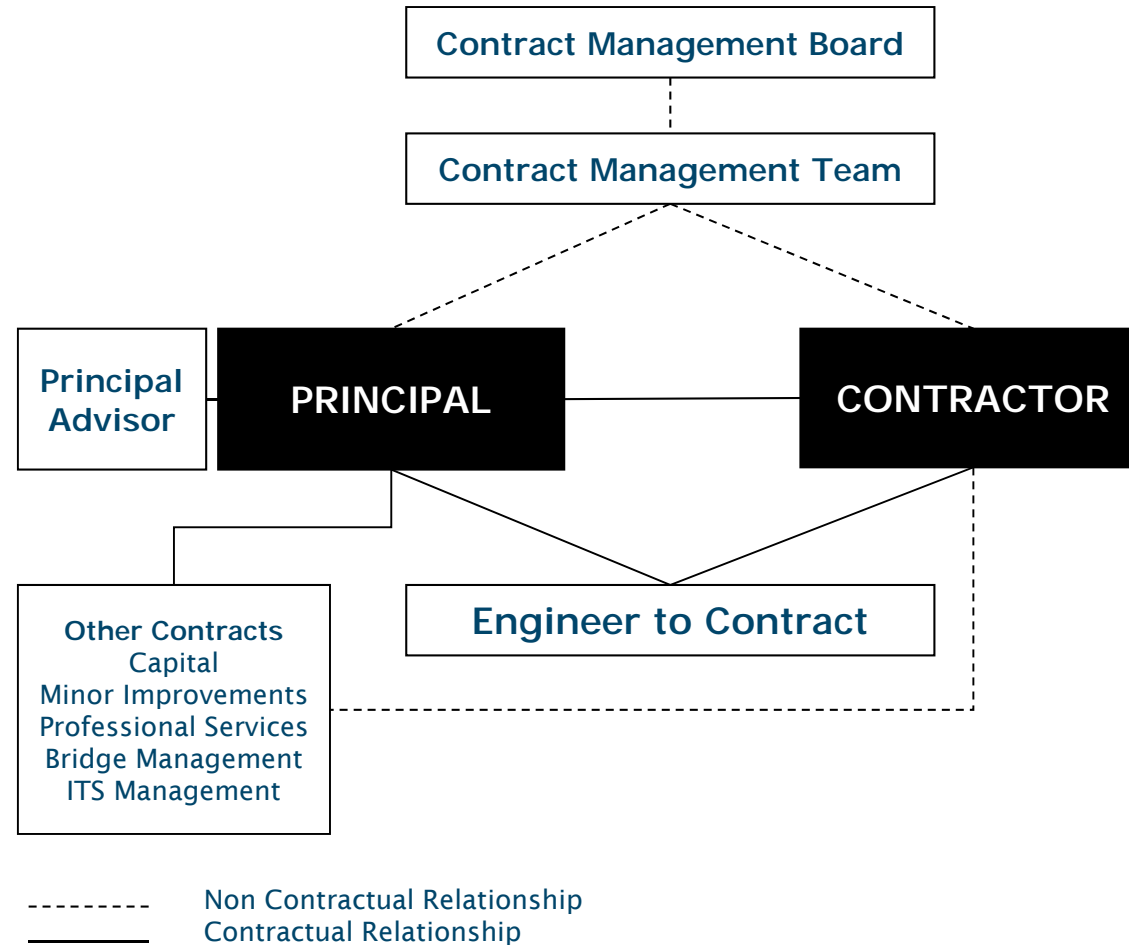 Contract Management Board
Contract Management Team
Principal
Advisor
PRINCIPAL
CONTRACTOR
Other Contracts
Capital
Minor Improvements
Professional Services
Bridge Management
ITS Management
Engineer to Contract
Non Contractual Relationship
Contractual Relationship